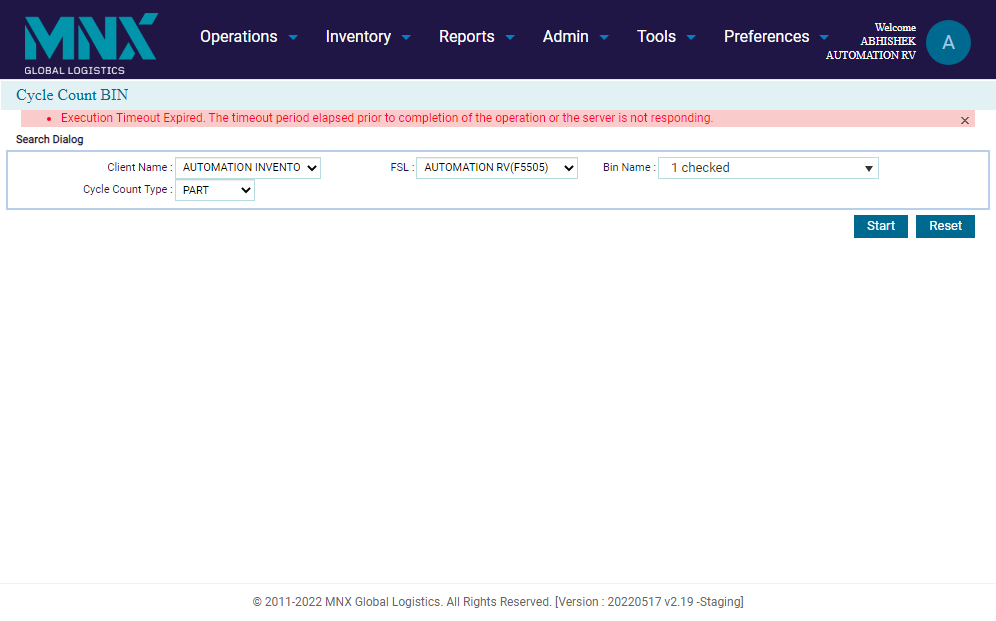 MNX
GLOBAL LOGISTICS
Operations Inventory Reports Admin Tools Preferences
Welcome
ABHISHEK
AUTOMATION RV
A
Cycle Count BIN
Execution Timeout Expired. The timeout period elapsed prior to completion of the operation or the server is not responding. ×
Search Dialog
Client Name : AUTOMATION INVENTO FSL : AUTOMATION RV(F5505) Bin Name : 1 checked
Cycle Count Type : PART
Start Reset
© 2011-2022 MNX Global Logistics. All Rights Reserved. [Version : 20220517 v2.19 -Staging]